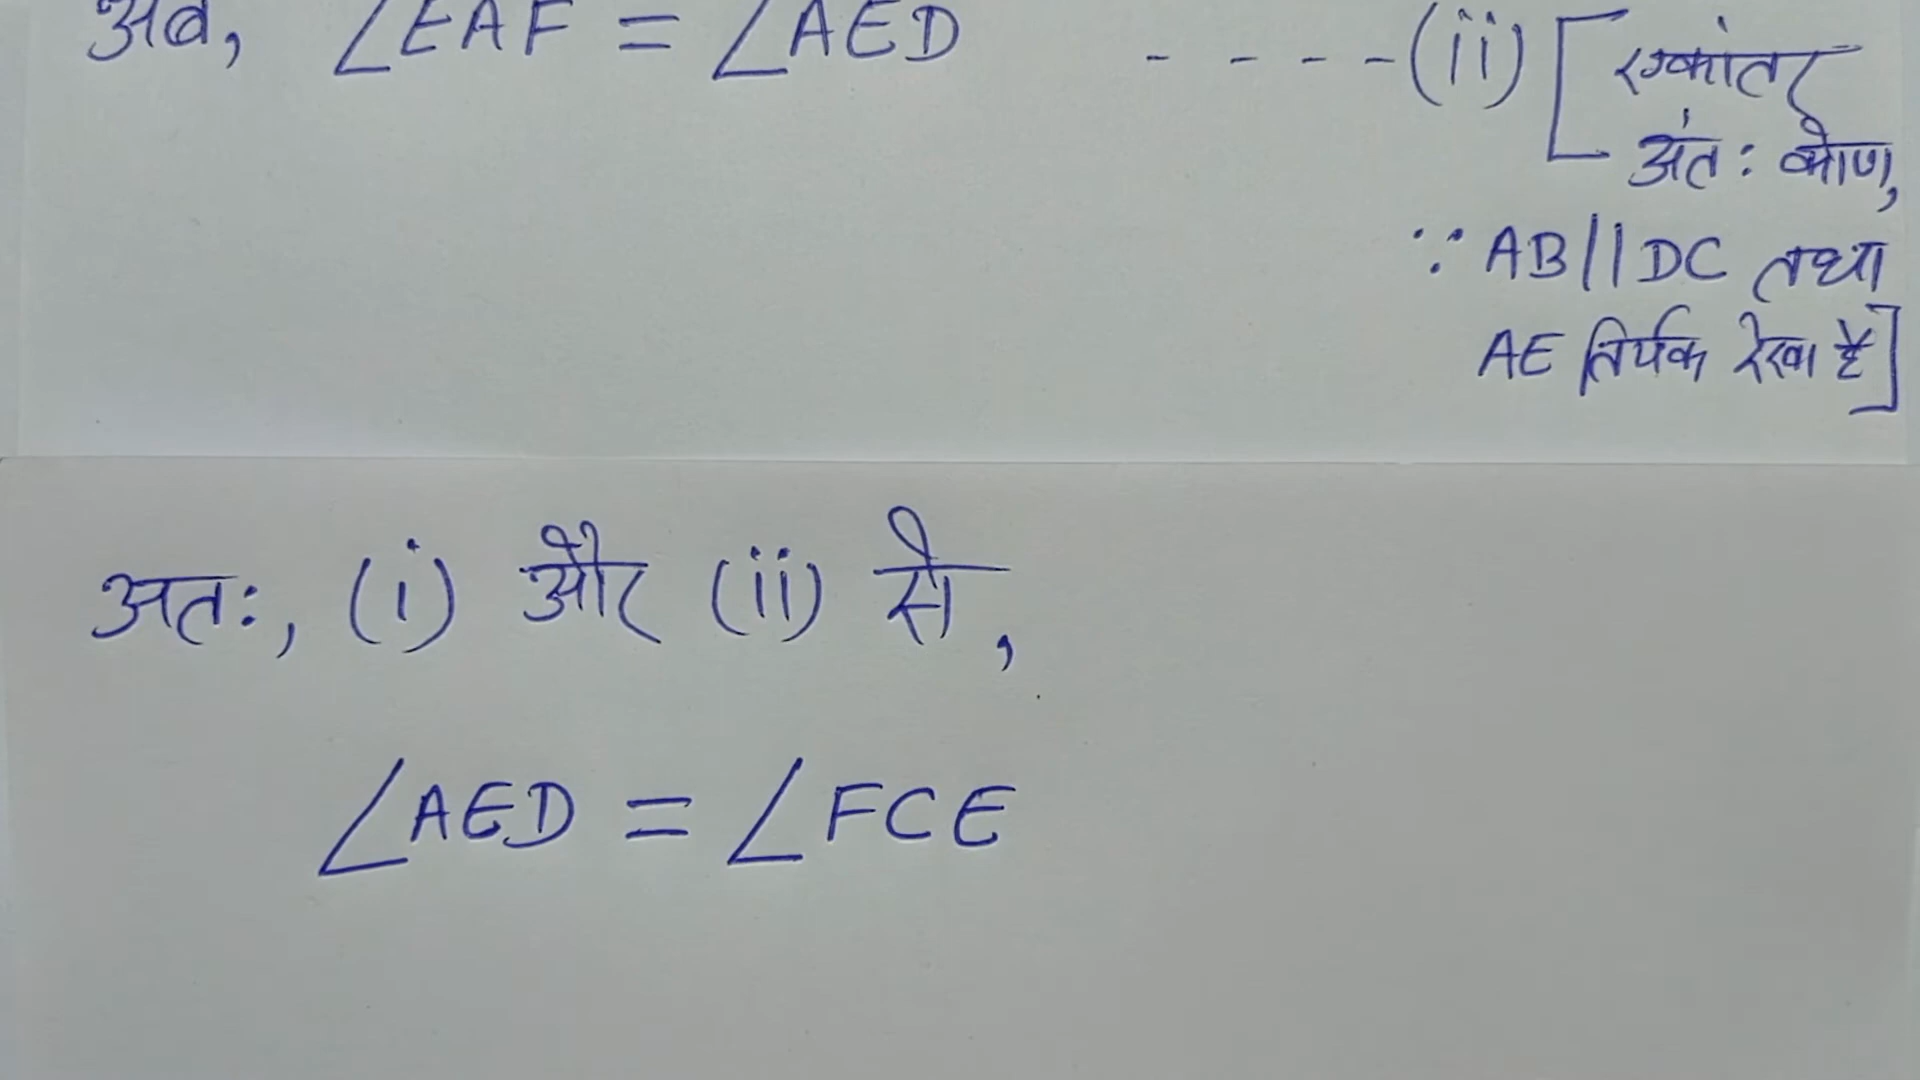 अब, ∠EAF = ∠AED - - - - (ii) [एकांतर
अंत: कोण,
∵ AB||DC तथा
AE तिर्यक रेखा है]
अतः, (i) और (ii) से,
∠AED = ∠FCE